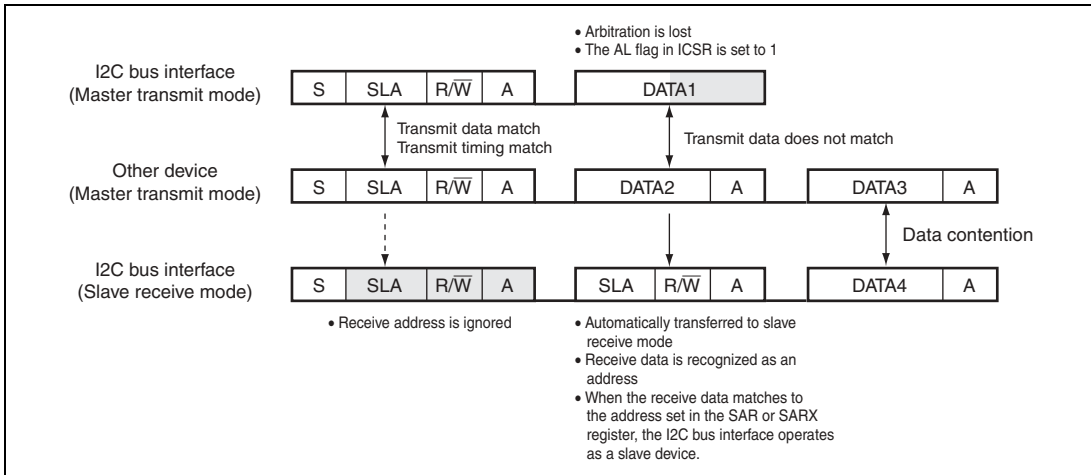 • Arbitration is lost
• The AL flag in ICSR is set to 1
I2C bus interface
(Master transmit mode)
S SLA R/W̅ A DATA1
Transmit data match
Transmit timing match
Transmit data does not match
Other device
(Master transmit mode)
S SLA R/W̅ A DATA2 A DATA3 A
Data contention
I2C bus interface
(Slave receive mode)
S SLA R/W̅ A SLA R/W̅ A DATA4 A
• Receive address is ignored
• Automatically transferred to slave
receive mode
• Receive data is recognized as an
address
• When the receive data matches to
the address set in the SAR or SARX
register, the I2C bus interface operates
as a slave device.